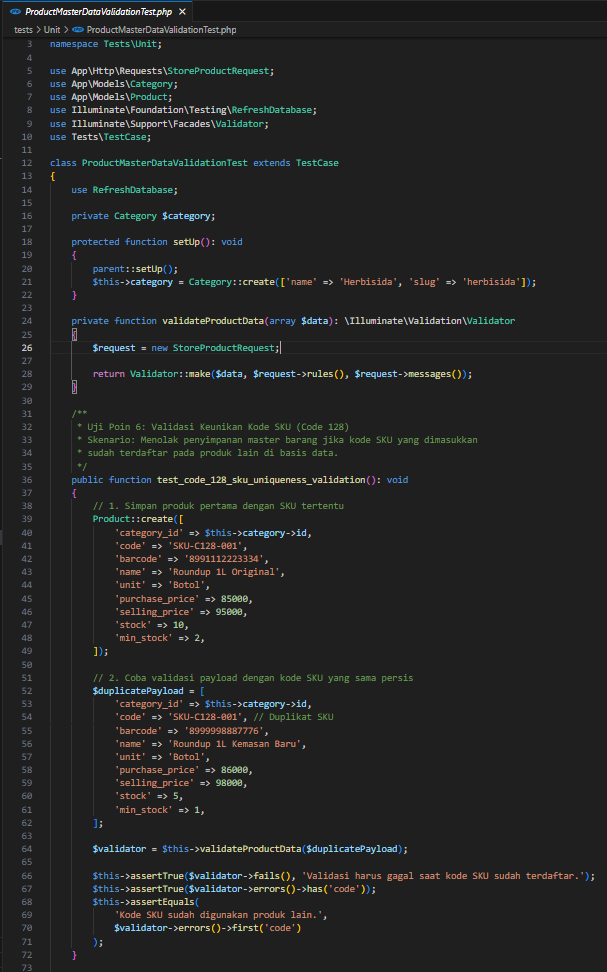 ProductMasterDataValidationTest.php ×
tests > Unit > ProductMasterDataValidationTest.php
3 namespace Tests\Unit;
4
5 use App\Http\Requests\StoreProductRequest;
6 use App\Models\Category;
7 use App\Models\Product;
8 use Illuminate\Foundation\Testing\RefreshDatabase;
9 use Illuminate\Support\Facades\Validator;
10 use Tests\TestCase;
11
12 class ProductMasterDataValidationTest extends TestCase
13 {
14     use RefreshDatabase;
15
16     private Category $category;
17
18     protected function setUp(): void
19     {
20         parent::setUp();
21         $this->category = Category::create(['name' => 'Herbisida', 'slug' => 'herbisida']);
22     }
23
24     private function validateProductData(array $data): \Illuminate\Validation\Validator
25     {
26         $request = new StoreProductRequest;
27
28         return Validator::make($data, $request->rules(), $request->messages());
29     }
30
31     /**
32      * Uji Poin 6: Validasi Keunikan Kode SKU (Code 128)
33      * Skenario: Menolak penyimpanan master barang jika kode SKU yang dimasukkan
34      * sudah terdaftar pada produk lain di basis data.
35      */
36     public function test_code_128_sku_uniqueness_validation(): void
37     {
38         // 1. Simpan produk pertama dengan SKU tertentu
39         Product::create([
40             'category_id' => $this->category->id,
41             'code' => 'SKU-C128-001',
42             'barcode' => '8991112223334',
43             'name' => 'Roundup 1L Original',
44             'unit' => 'Botol',
45             'purchase_price' => 85000,
46             'selling_price' => 95000,
47             'stock' => 10,
48             'min_stock' => 2,
49         ]);
50
51         // 2. Coba validasi payload dengan kode SKU yang sama persis
52         $duplicatePayload = [
53             'category_id' => $this->category->id,
54             'code' => 'SKU-C128-001', // Duplikat SKU
55             'barcode' => '8999998887776',
56             'name' => 'Roundup 1L Kemasan Baru',
57             'unit' => 'Botol',
58             'purchase_price' => 86000,
59             'selling_price' => 98000,
60             'stock' => 5,
61             'min_stock' => 1,
62         ];
63
64         $validator = $this->validateProductData($duplicatePayload);
65
66         $this->assertTrue($validator->fails(), 'Validasi harus gagal saat kode SKU sudah terdaftar.');
67         $this->assertTrue($validator->errors()->has('code'));
68         $this->assertEquals(
69             'Kode SKU sudah digunakan produk lain.',
70             $validator->errors()->first('code')
71         );
72     }
73